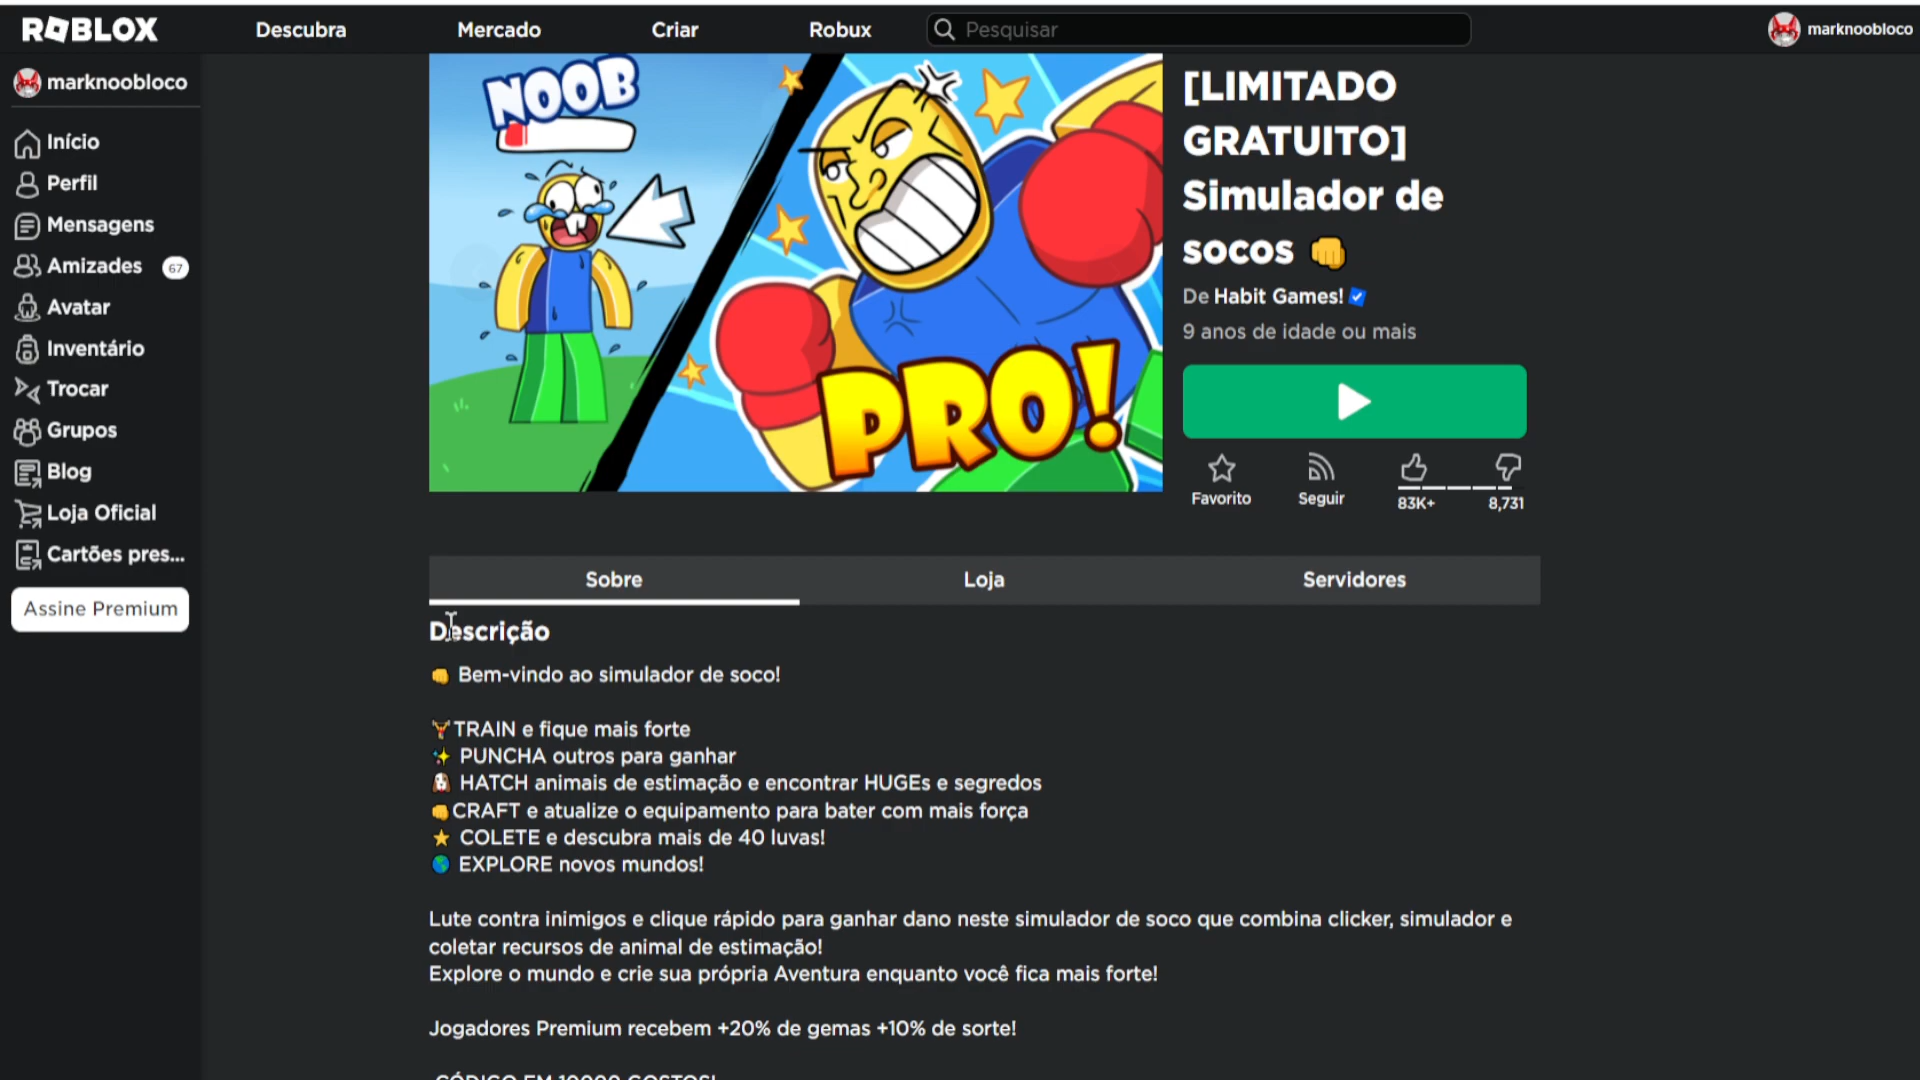 ROBLOX
Descubra
Mercado
Criar
Robux
Pesquisar
marknoobloco
marknoobloco
Início
Perfil
Mensagens
Amizades 67
Avatar
Inventário
Trocar
Grupos
Blog
Loja Oficial
Cartões pres...
Assine Premium
NOOB
PRO!
[LIMITADO
GRATUITO]
Simulador de
socos 👊
De Habit Games!
9 anos de idade ou mais
Favorito
Seguir
83K+
8,731
Sobre
Loja
Servidores
Descrição
👊 Bem-vindo ao simulador de soco!
🏋TRAIN e fique mais forte
✨ PUNCHA outros para ganhar
🐶 HATCH animais de estimação e encontrar HUGEs e segredos
👊CRAFT e atualize o equipamento para bater com mais força
⭐ COLETE e descubra mais de 40 luvas!
🌎 EXPLORE novos mundos!
Lute contra inimigos e clique rápido para ganhar dano neste simulador de soco que combina clicker, simulador e
coletar recursos de animal de estimação!
Explore o mundo e crie sua própria Aventura enquanto você fica mais forte!
Jogadores Premium recebem +20% de gemas +10% de sorte!
CÓDIGO EM 10000 GOSTOS!